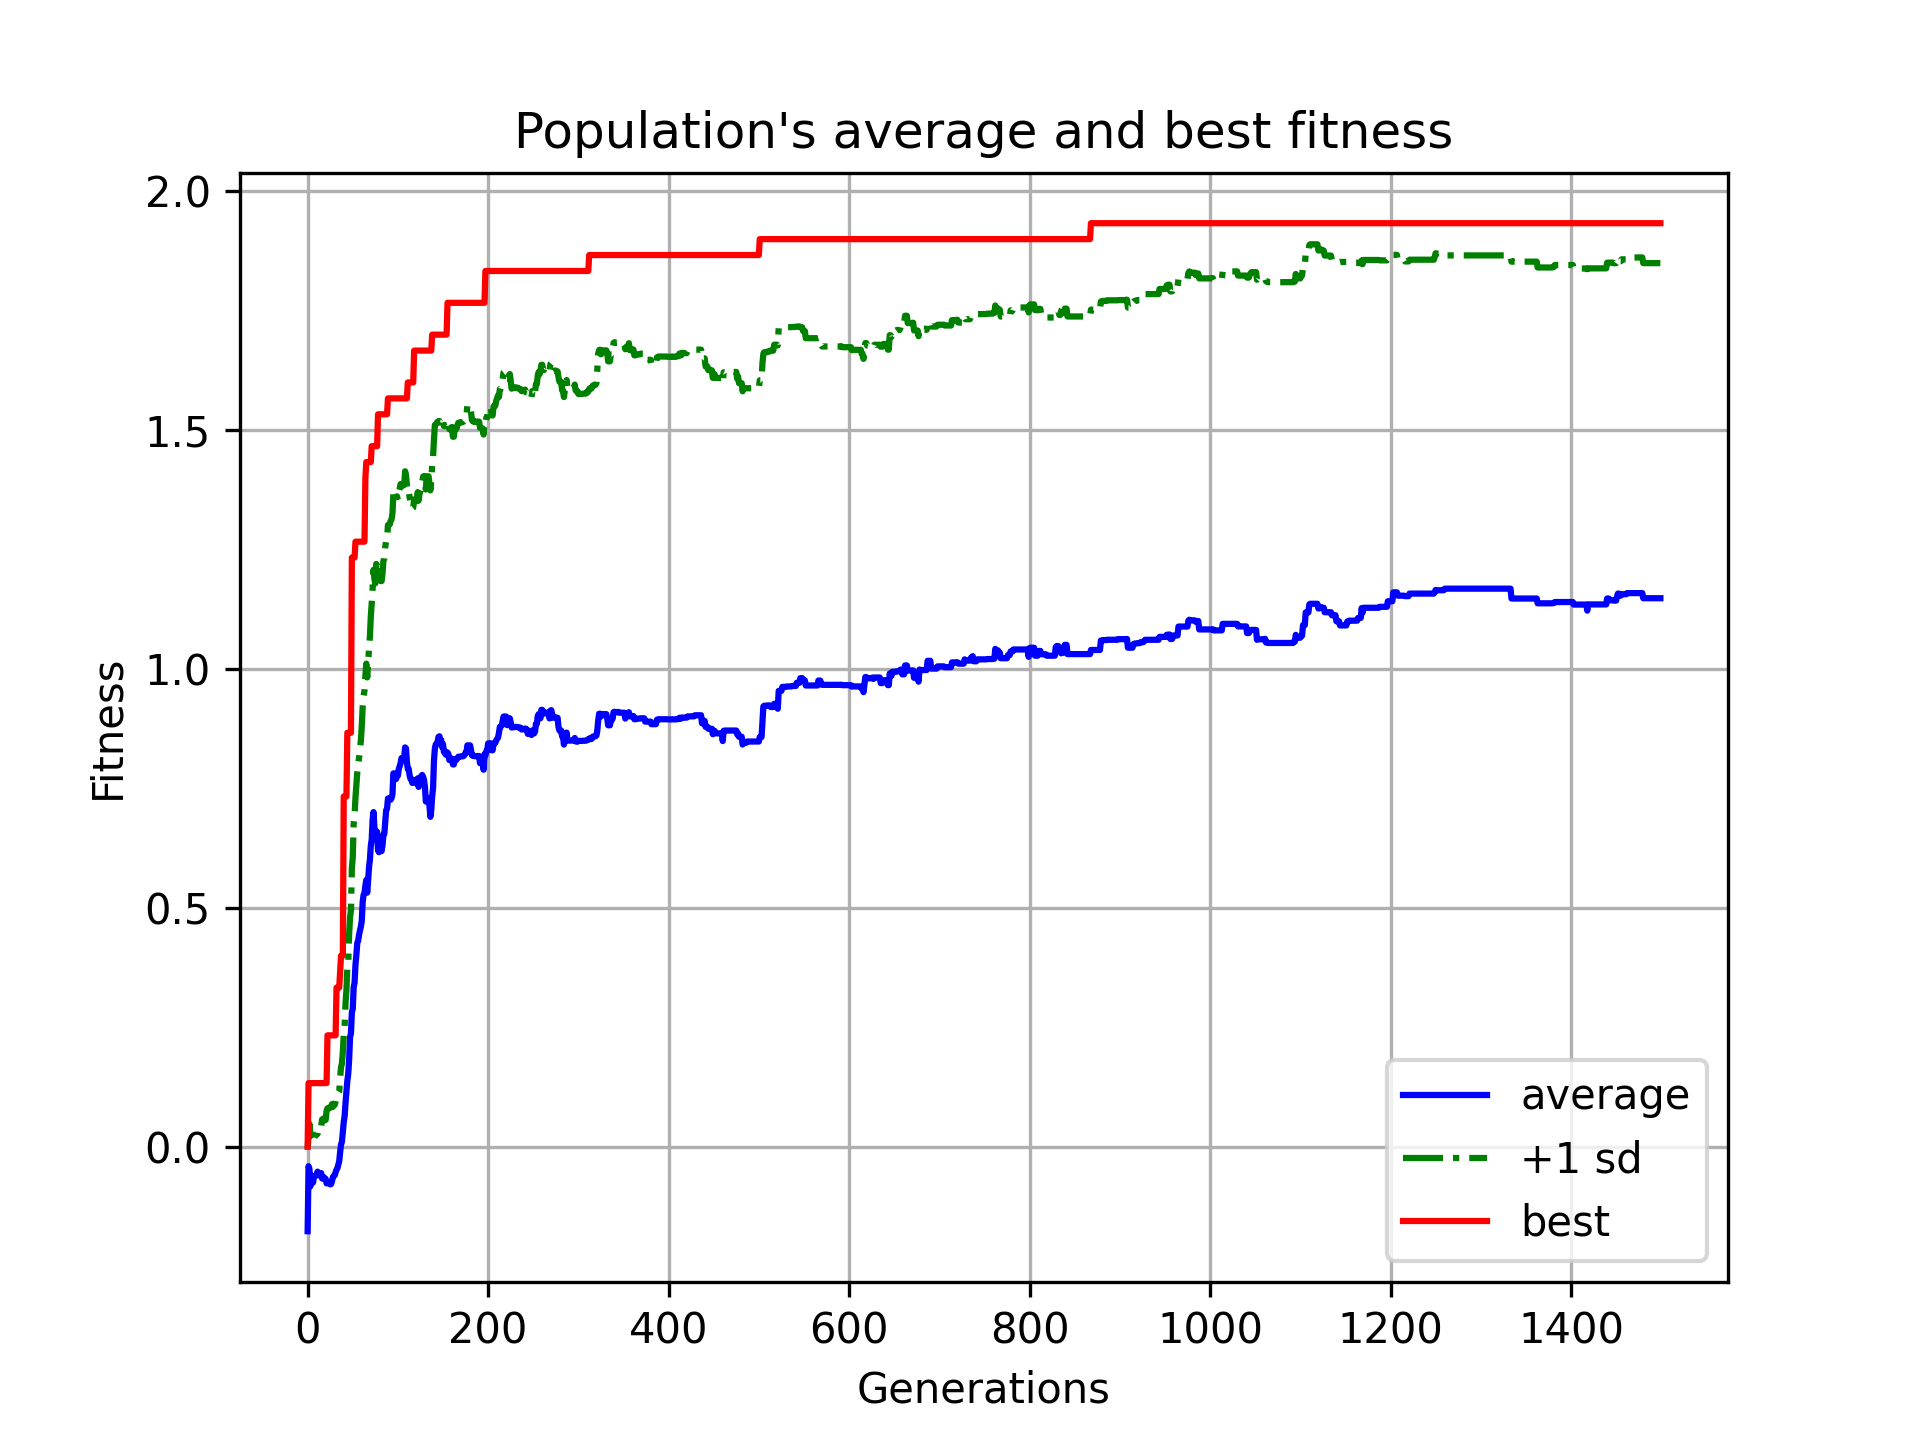 Population's average and best fitness
2.0
1.5
1.0
0.5
0.0
Fitness
0 200 400 600 800 1000 1200 1400
Generations
average
+1 sd
best